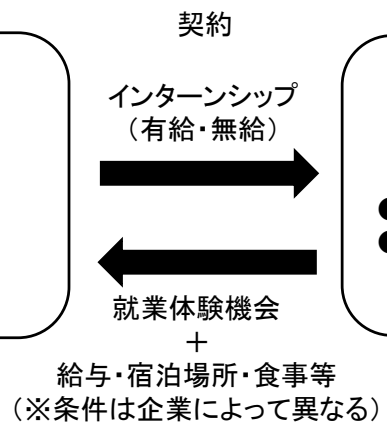 契約
インターンシップ
（有給・無給）
就業体験機会
＋
給与・宿泊場所・食事等
（※条件は企業によって異なる）